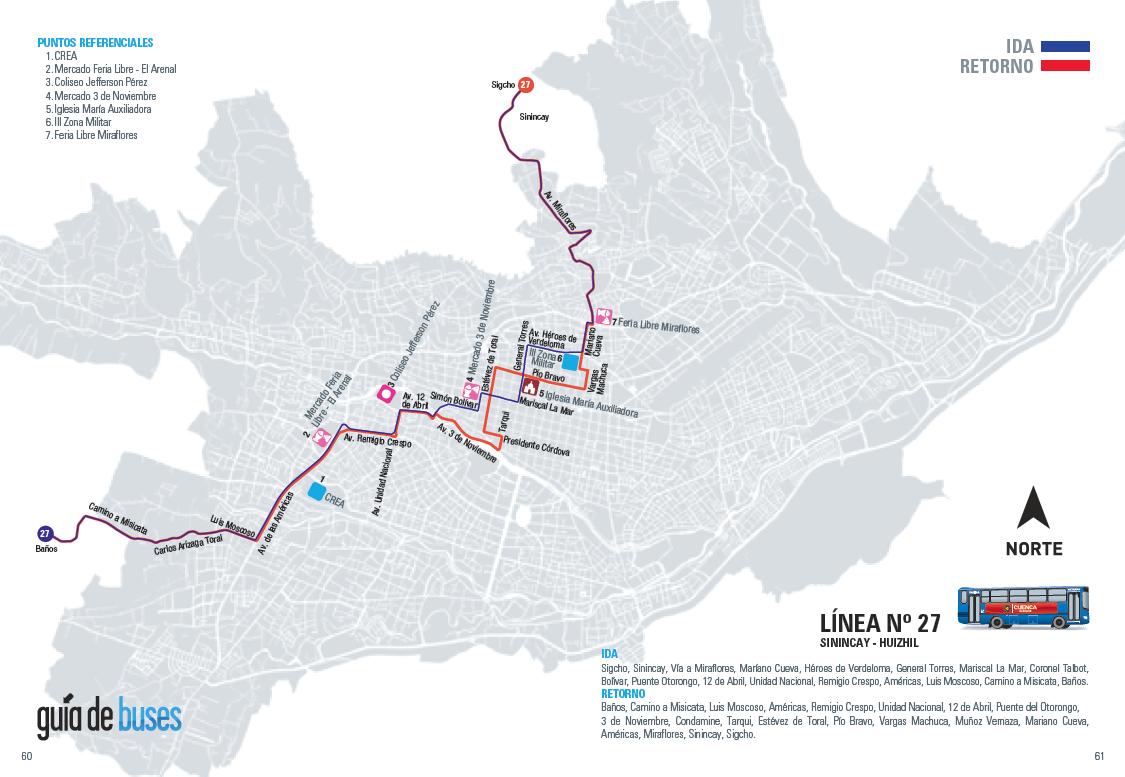 PUNTOS REFERENCIALES
1. CREA
2. Mercado Feria Libre - El Arenal
3. Coliseo Jefferson Pérez
4. Mercado 3 de Noviembre
5. Iglesia María Auxiliadora
6. III Zona Militar
7. Feria Libre Miraflores
IDA
RETORNO
Sigcho 27
Sinincay
Av. Miraflores
7 Feria Libre Miraflores
Mariano
Cueva
Av. Héroes de
Verdeloma
General Torres
III Zona 6
Militar
Pío Bravo
Vargas
Machuca
5 Iglesia María Auxiliadora
Mariscal La Mar
Estévez de Toral
4 Mercado 3 de Noviembre
3 Coliseo Jefferson Pérez
Simón Bolívar
Av. 12
de Abril
Tarqui
Presidente Córdova
Av. 3 de Noviembre
2 Mercado Feria
Libre - El Arenal
Av. Remigio Crespo
Av. Unidad Nacional
1
CREA
Av. de las Américas
Luis Moscoso
Carlos Arízaga Toral
Camino a Misicata
27
Baños
NORTE
CUENCA
LÍNEA Nº 27
SININCAY - HUIZHIL
IDA
Sigcho, Sinincay, Vía a Miraflores, Mariano Cueva, Héroes de Verdeloma, General Torres, Mariscal La Mar, Coronel Talbot,
Bolívar, Puente Otorongo, 12 de Abril, Unidad Nacional, Remigio Crespo, Américas, Luis Moscoso, Camino a Misicata, Baños.
RETORNO
Baños, Camino a Misicata, Luis Moscoso, Américas, Remigio Crespo, Unidad Nacional, 12 de Abril, Puente del Otorongo,
3 de Noviembre, Condamine, Tarqui, Estévez de Toral, Pío Bravo, Vargas Machuca, Muñoz Vernaza, Mariano Cueva,
Américas, Miraflores, Sinincay, Sigcho.
guía de buses
60
61